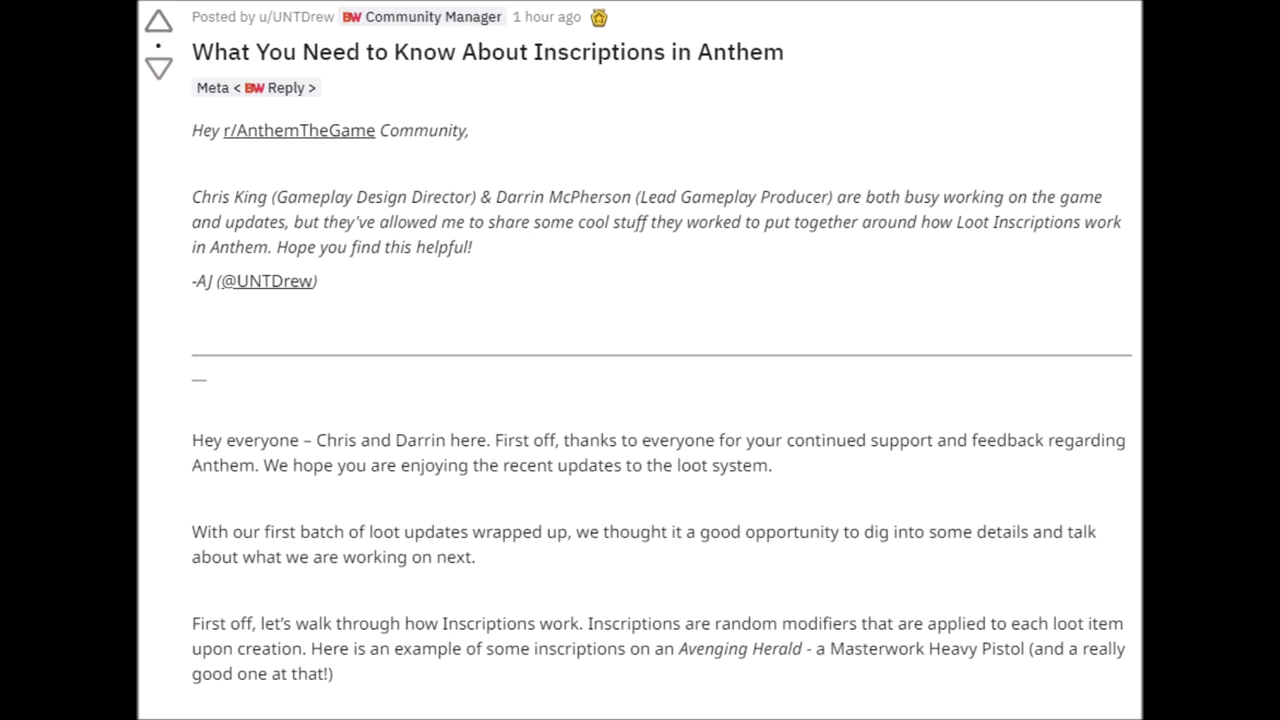 Posted by u/UNTDrew BW Community Manager 1 hour ago
What You Need to Know About Inscriptions in Anthem
Meta < BW Reply >
Hey r/AnthemTheGame Community,
Chris King (Gameplay Design Director) & Darrin McPherson (Lead Gameplay Producer) are both busy working on the game
and updates, but they've allowed me to share some cool stuff they worked to put together around how Loot Inscriptions work
in Anthem. Hope you find this helpful!
-AJ (@UNTDrew)
—
Hey everyone – Chris and Darrin here. First off, thanks to everyone for your continued support and feedback regarding
Anthem. We hope you are enjoying the recent updates to the loot system.
With our first batch of loot updates wrapped up, we thought it a good opportunity to dig into some details and talk
about what we are working on next.
First off, let’s walk through how Inscriptions work. Inscriptions are random modifiers that are applied to each loot item
upon creation. Here is an example of some inscriptions on an Avenging Herald - a Masterwork Heavy Pistol (and a really
good one at that!)